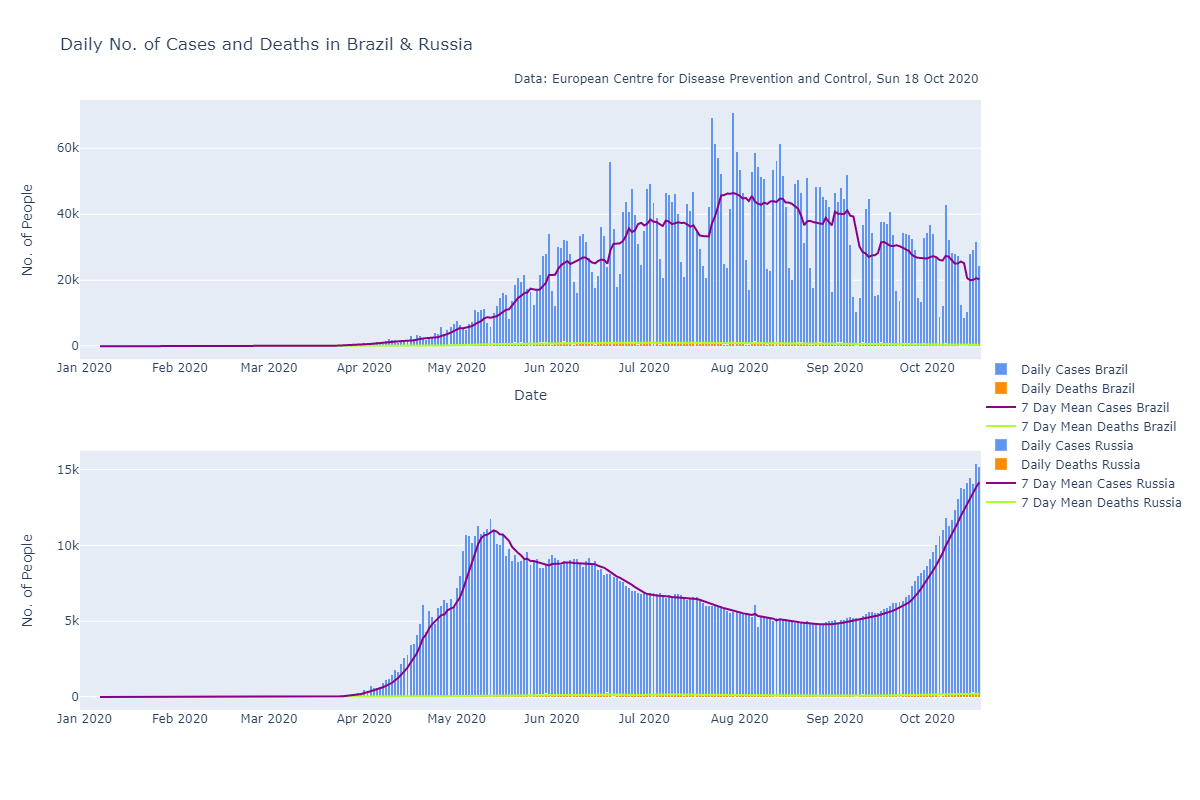 Daily No. of Cases and Deaths in Brazil & Russia
Data: European Centre for Disease Prevention and Control, Sun 18 Oct 2020
No. of People
60k
40k
20k
0
Jan 2020 Feb 2020 Mar 2020 Apr 2020 May 2020 Jun 2020 Jul 2020 Aug 2020 Sep 2020 Oct 2020
Date
Daily Cases Brazil
Daily Deaths Brazil
7 Day Mean Cases Brazil
7 Day Mean Deaths Brazil
Daily Cases Russia
Daily Deaths Russia
7 Day Mean Cases Russia
7 Day Mean Deaths Russia
No. of People
15k
10k
5k
0
Jan 2020 Feb 2020 Mar 2020 Apr 2020 May 2020 Jun 2020 Jul 2020 Aug 2020 Sep 2020 Oct 2020